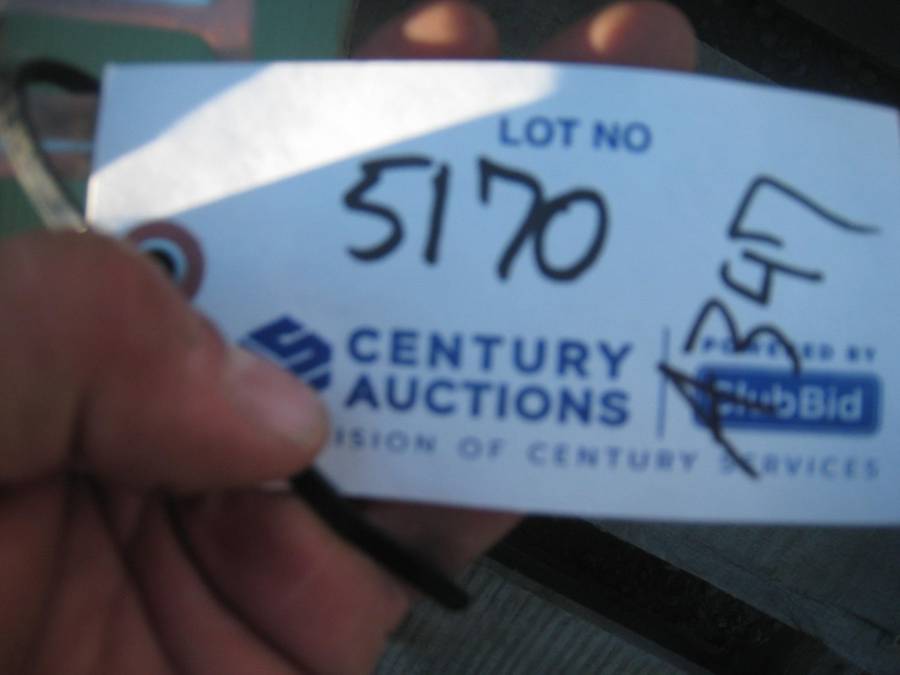 LOT NO
5170
A347
CENTURY
AUCTIONS
POWERED BY
ClubBid
ISION OF CENTURY SERVICES